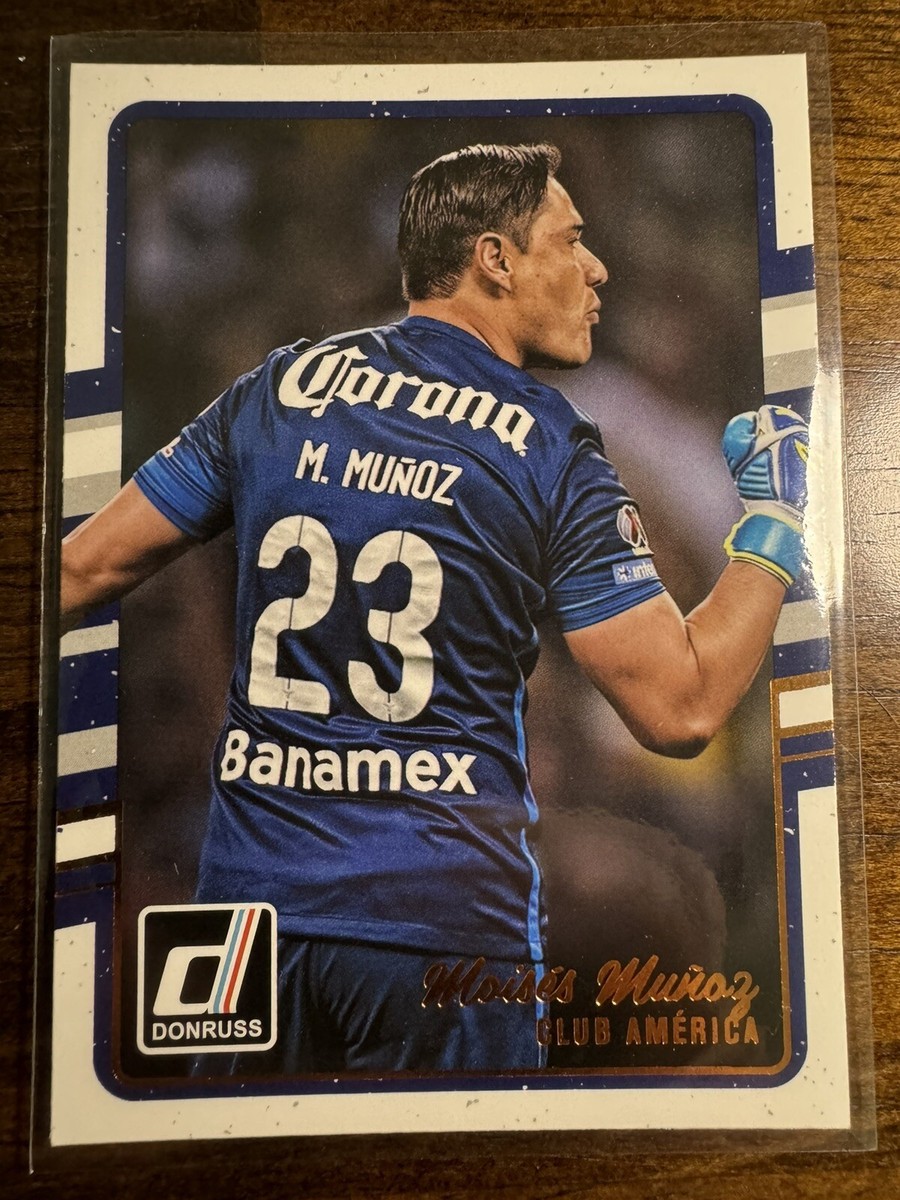 Corona
M. MUÑOZ
23
Banamex
d
DONRUSS
Moisés Muñoz
CLUB AMÉRICA